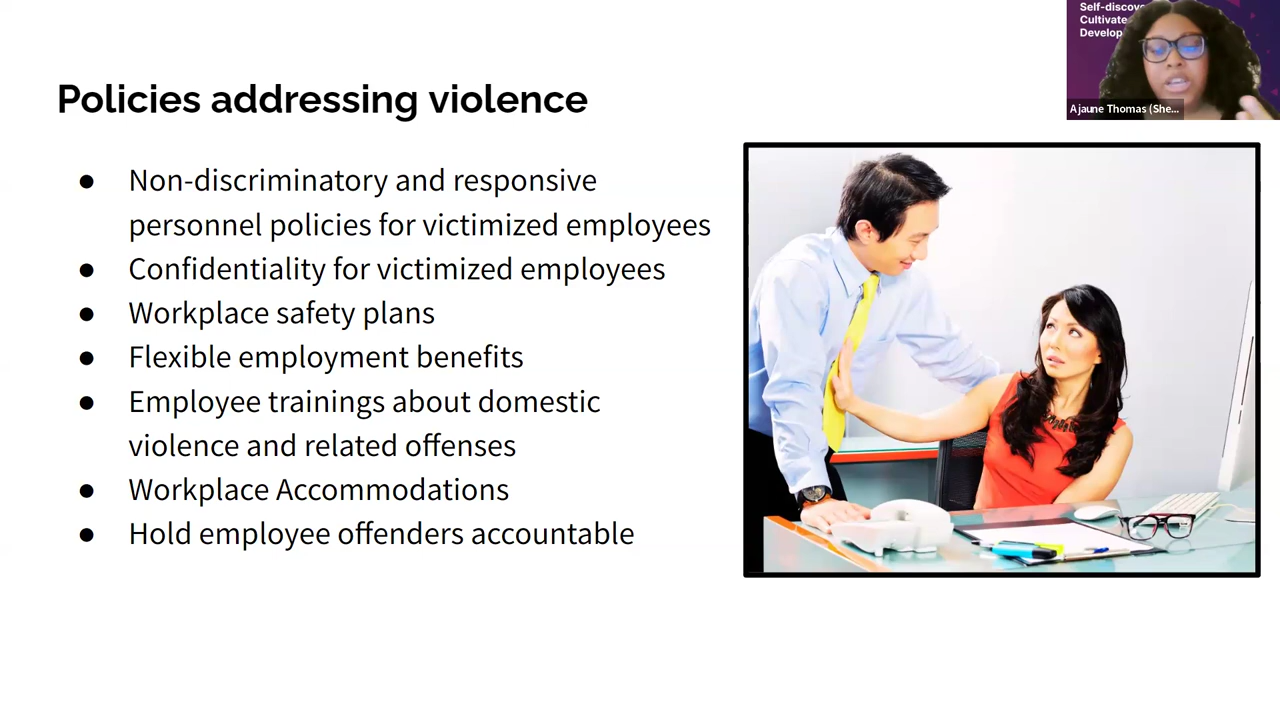 Self-discove
Cultivate
Develop
Ajaune Thomas (She...
Policies addressing violence
● Non-discriminatory and responsive
personnel policies for victimized employees
● Confidentiality for victimized employees
● Workplace safety plans
● Flexible employment benefits
● Employee trainings about domestic
violence and related offenses
● Workplace Accommodations
● Hold employee offenders accountable